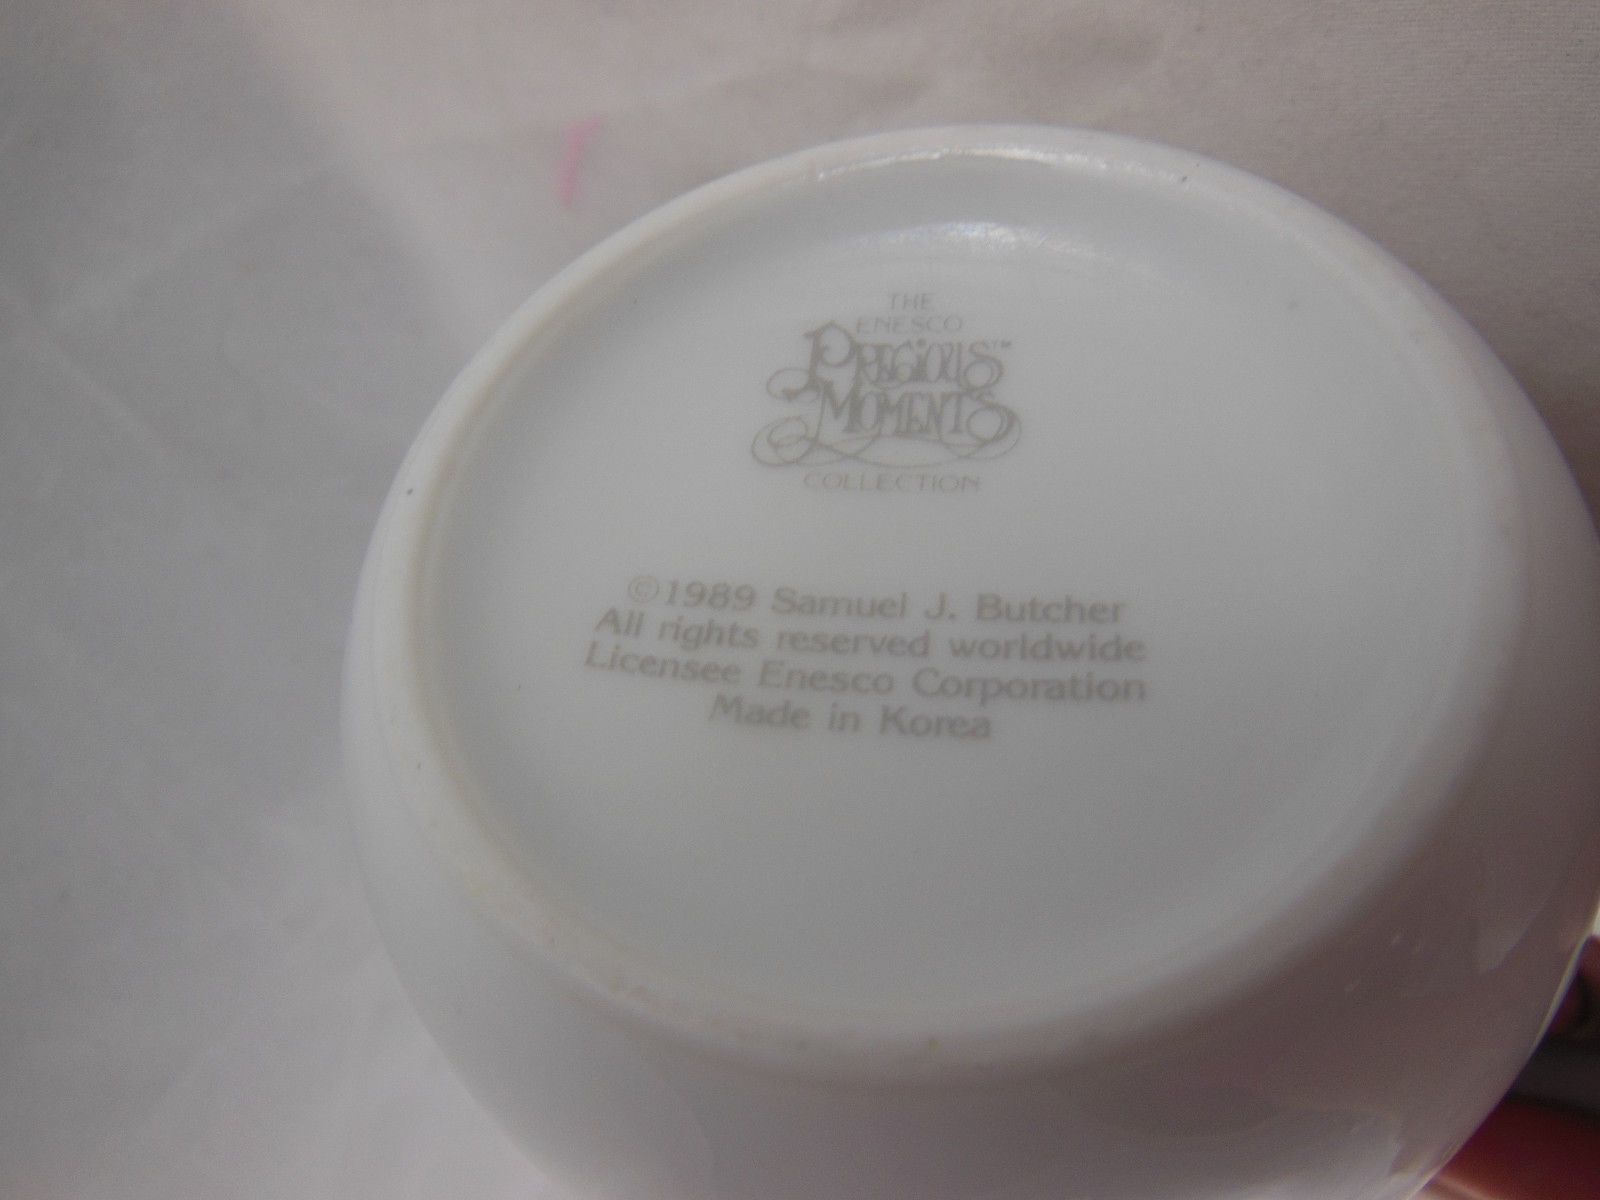 THE
ENESCO
PRECIOUS™
MOMENTS
COLLECTION
©1989 Samuel J. Butcher
All rights reserved worldwide
Licensee Enesco Corporation
Made in Korea